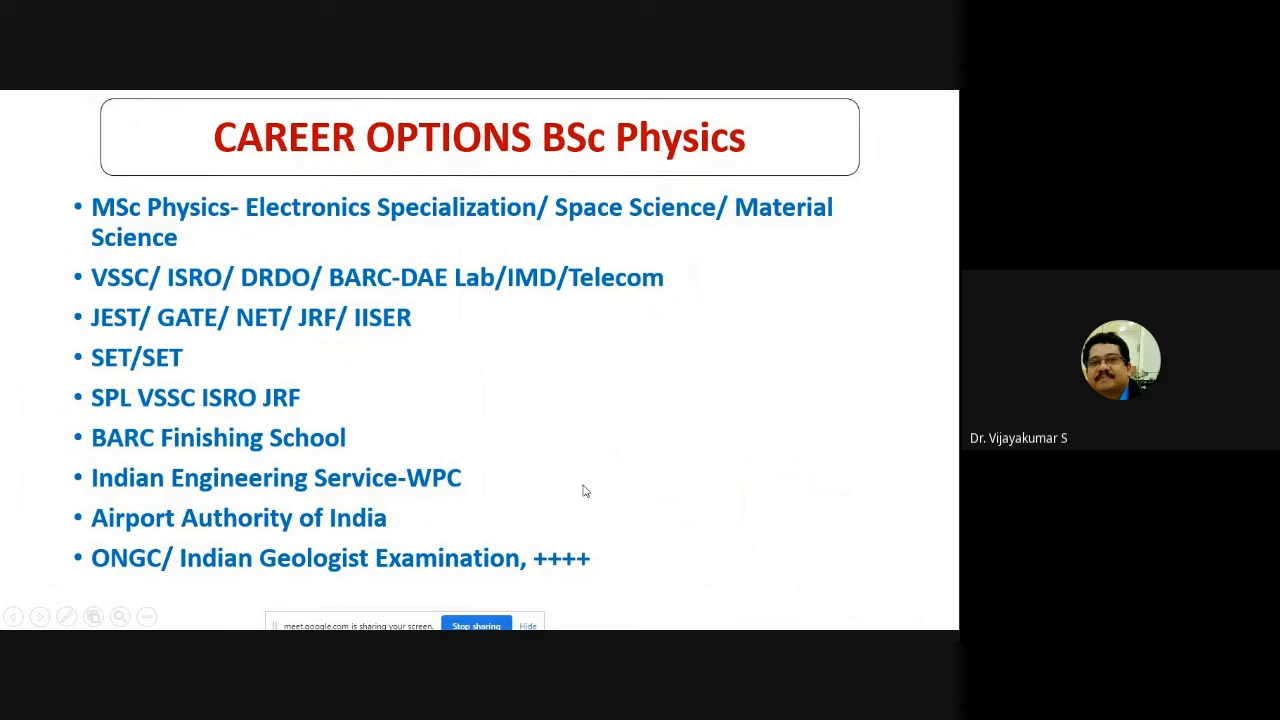 CAREER OPTIONS BSc Physics
• MSc Physics- Electronics Specialization/ Space Science/ Material
Science
• VSSC/ ISRO/ DRDO/ BARC-DAE Lab/IMD/Telecom
• JEST/ GATE/ NET/ JRF/ IISER
• SET/SET
• SPL VSSC ISRO JRF
• BARC Finishing School
• Indian Engineering Service-WPC
• Airport Authority of India
• ONGC/ Indian Geologist Examination, ++++
meet.google.com is sharing your screen.
Stop sharing
Hide
Dr. Vijayakumar S